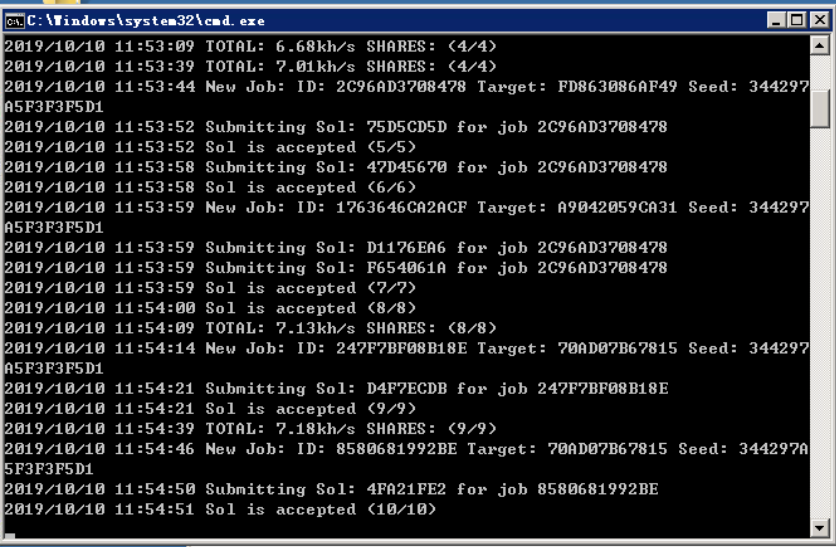 C:\Windows\system32\cmd.exe
2019/10/10 11:53:09 TOTAL: 6.68kh/s SHARES: (4/4)
2019/10/10 11:53:39 TOTAL: 7.01kh/s SHARES: (4/4)
2019/10/10 11:53:44 New Job: ID: 2C96AD3708478 Target: FD863086AF49 Seed: 344297
A5F3F3F5D1
2019/10/10 11:53:52 Submitting Sol: 75D5CD5D for job 2C96AD3708478
2019/10/10 11:53:52 Sol is accepted (5/5)
2019/10/10 11:53:58 Submitting Sol: 47D45670 for job 2C96AD3708478
2019/10/10 11:53:58 Sol is accepted (6/6)
2019/10/10 11:53:59 New Job: ID: 1763646CA2ACF Target: A9042059CA31 Seed: 344297
A5F3F3F5D1
2019/10/10 11:53:59 Submitting Sol: D1176EA6 for job 2C96AD3708478
2019/10/10 11:53:59 Submitting Sol: F654061A for job 2C96AD3708478
2019/10/10 11:53:59 Sol is accepted (7/7)
2019/10/10 11:54:00 Sol is accepted (8/8)
2019/10/10 11:54:09 TOTAL: 7.13kh/s SHARES: (8/8)
2019/10/10 11:54:14 New Job: ID: 247F7BF08B18E Target: 70AD07B67815 Seed: 344297
A5F3F3F5D1
2019/10/10 11:54:21 Submitting Sol: D4F7ECDB for job 247F7BF08B18E
2019/10/10 11:54:21 Sol is accepted (9/9)
2019/10/10 11:54:39 TOTAL: 7.18kh/s SHARES: (9/9)
2019/10/10 11:54:46 New Job: ID: 8580681992BE Target: 70AD07B67815 Seed: 344297A
5F3F3F5D1
2019/10/10 11:54:50 Submitting Sol: 4FA21FE2 for job 8580681992BE
2019/10/10 11:54:51 Sol is accepted (10/10)